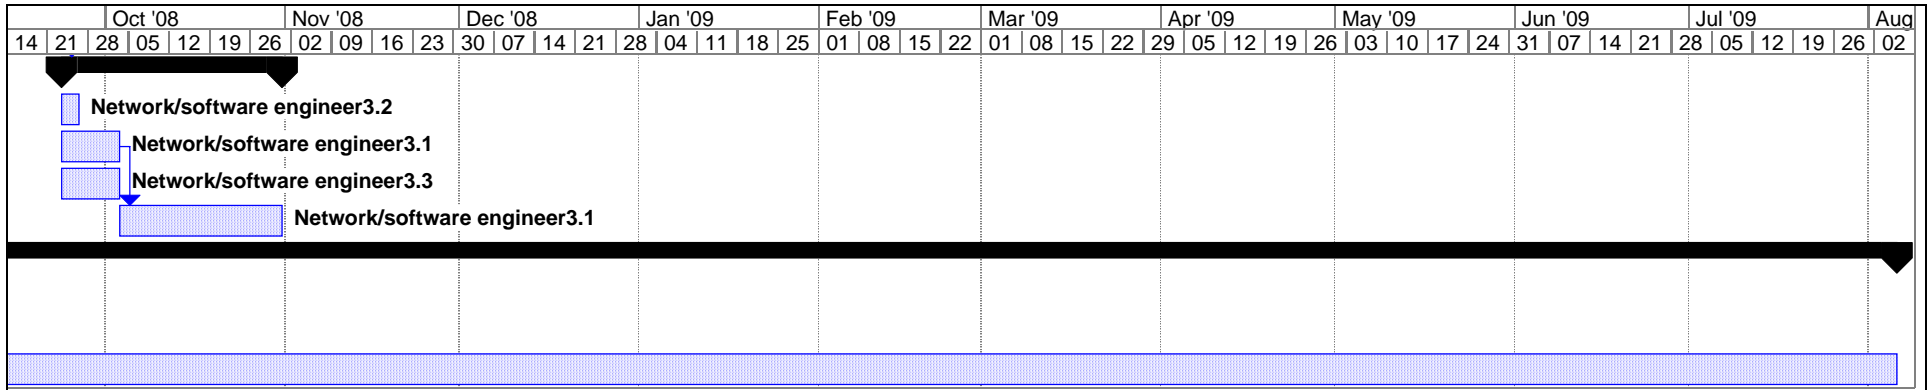 Oct '08 Nov '08 Dec '08 Jan '09 Feb '09 Mar '09 Apr '09 May '09 Jun '09 Jul '09 Aug
14 21 28 05 12 19 26 02 09 16 23 30 07 14 21 28 04 11 18 25 01 08 15 22 01 08 15 22 29 05 12 19 26 03 10 17 24 31 07 14 21 28 05 12 19 26 02
Network/software engineer3.2
Network/software engineer3.1
Network/software engineer3.3
Network/software engineer3.1